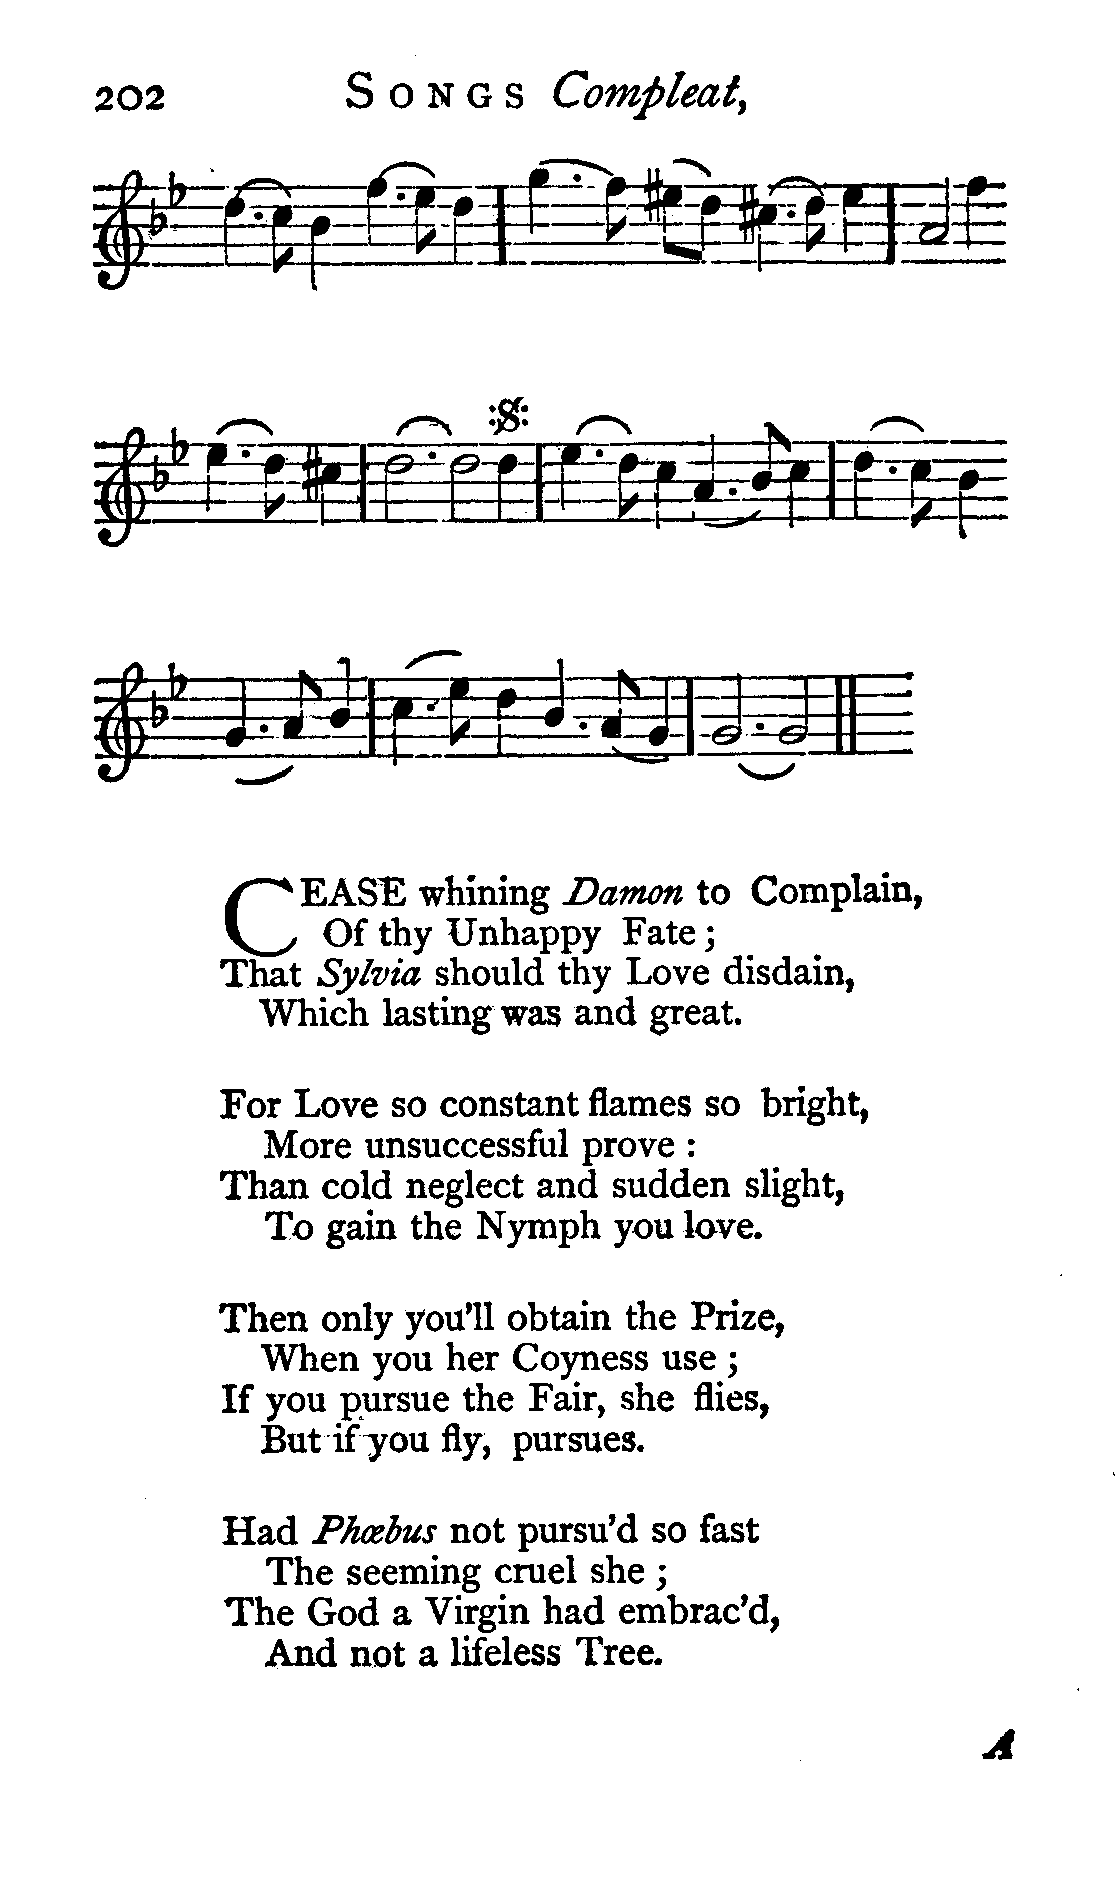 202 SONGS Compleat,
CEASE whining Damon to Complain,
Of thy Unhappy Fate ;
That Sylvia should thy Love disdain,
Which lasting was and great.
For Love so constant flames so bright,
More unsuccessful prove :
Than cold neglect and sudden slight,
To gain the Nymph you love.
Then only you'll obtain the Prize,
When you her Coyness use ;
If you pursue the Fair, she flies,
But if you fly, pursues.
Had Phœbus not pursu'd so fast
The seeming cruel she ;
The God a Virgin had embrac'd,
And not a lifeless Tree.
A